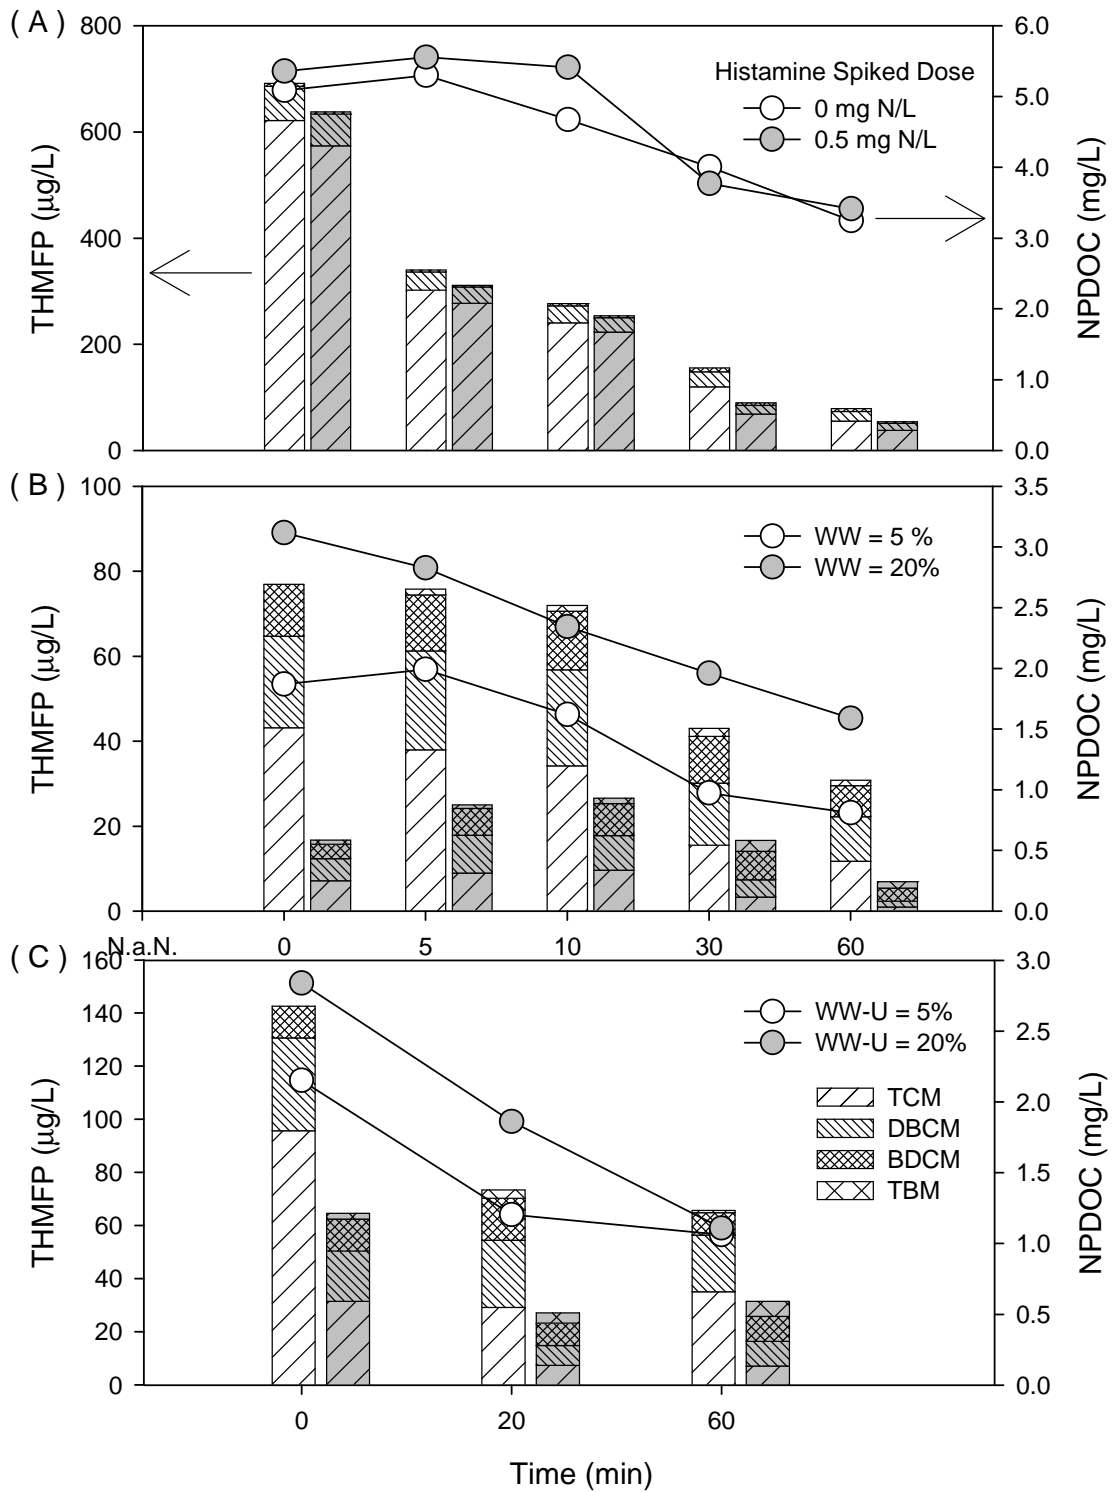 ( A )
800
600
400
200
0
THMFP (μg/L)
6.0
5.0
4.0
3.0
2.0
1.0
0.0
NPDOC (mg/L)
Histamine Spiked Dose
0 mg N/L
0.5 mg N/L
( B )
100
80
60
40
20
0
THMFP (μg/L)
3.5
3.0
2.5
2.0
1.5
1.0
0.5
0.0
NPDOC (mg/L)
WW = 5 %
WW = 20%
N.a.N. 0 5 10 30 60
( C )
160
140
120
100
80
60
40
20
0
THMFP (μg/L)
3.0
2.5
2.0
1.5
1.0
0.5
0.0
NPDOC (mg/L)
WW-U = 5%
WW-U = 20%
TCM
DBCM
BDCM
TBM
0 20 60
Time (min)